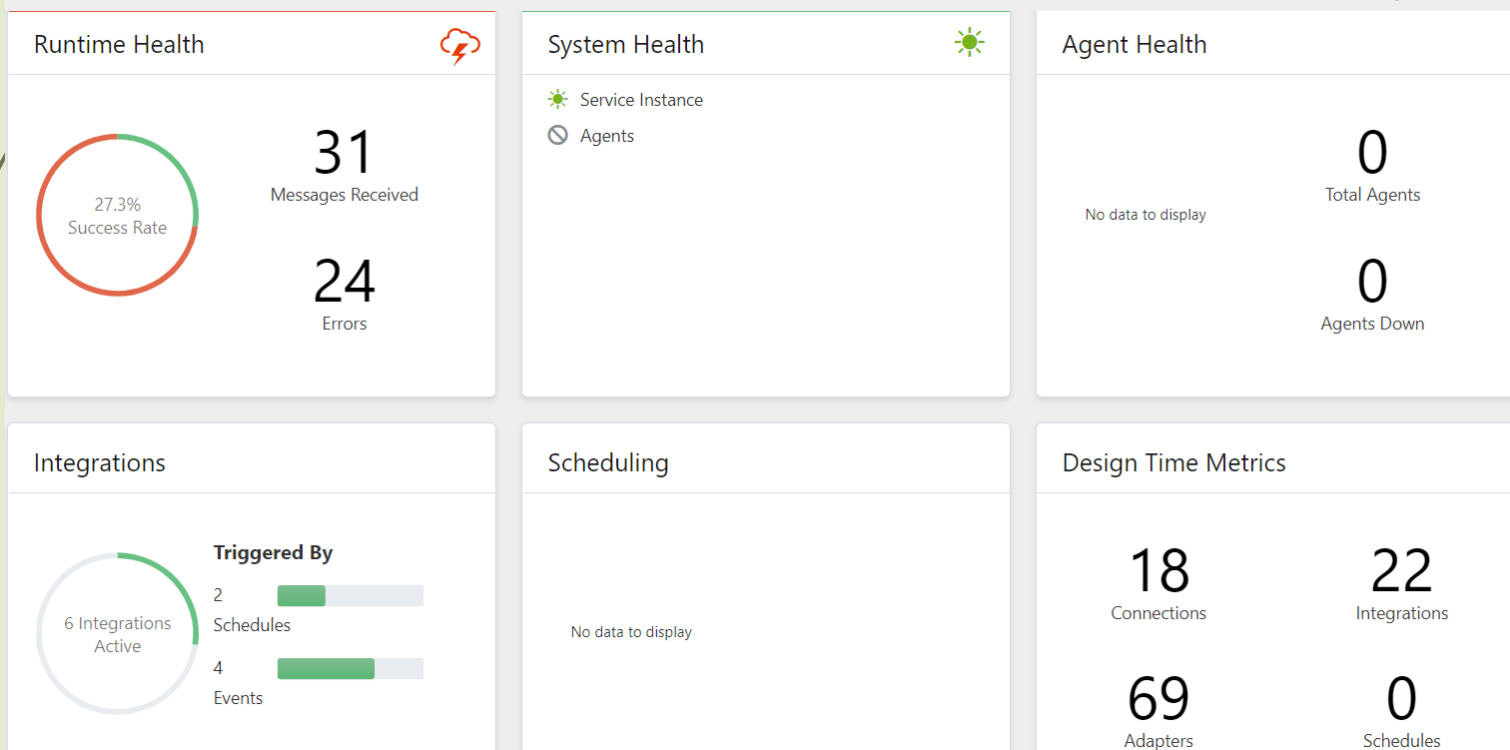 Runtime Health
27.3%
Success Rate
31
Messages Received
24
Errors
System Health
Service Instance
Agents
Agent Health
No data to display
0
Total Agents
0
Agents Down
Integrations
6 Integrations
Active
Triggered By
2
Schedules
4
Events
Scheduling
No data to display
Design Time Metrics
18
Connections
22
Integrations
69
Adapters
0
Schedules